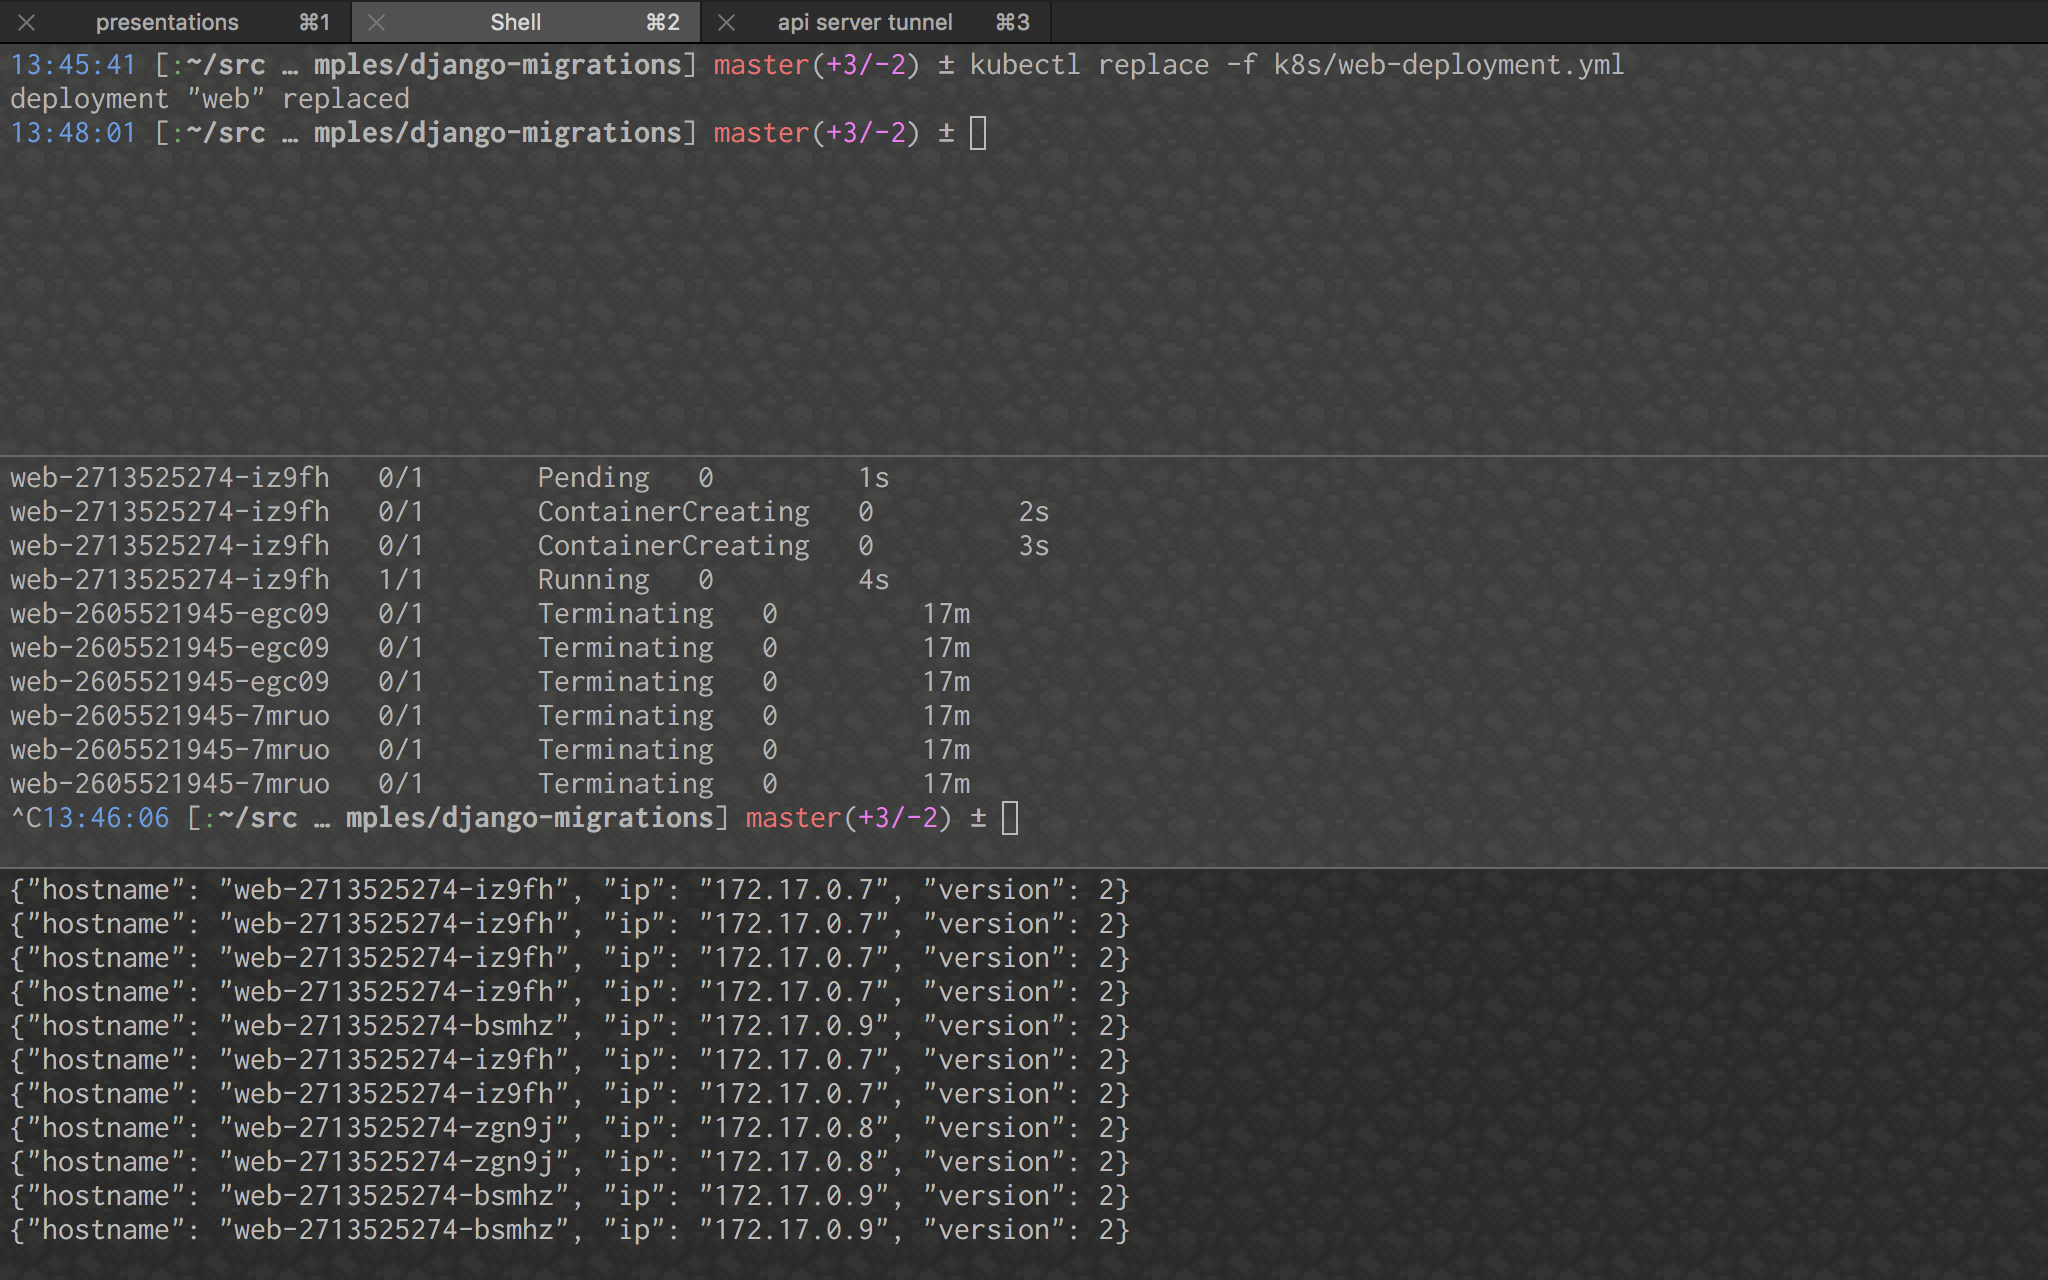 presentations ⌘1 Shell ⌘2 api server tunnel ⌘3
13:45:41 [:~/src … mples/django-migrations] master(+3/-2) ± kubectl replace -f k8s/web-deployment.yml
deployment "web" replaced
13:48:01 [:~/src … mples/django-migrations] master(+3/-2) ±
web-2713525274-iz9fh 0/1 Pending 0 1s
web-2713525274-iz9fh 0/1 ContainerCreating 0 2s
web-2713525274-iz9fh 0/1 ContainerCreating 0 3s
web-2713525274-iz9fh 1/1 Running 0 4s
web-2605521945-egc09 0/1 Terminating 0 17m
web-2605521945-egc09 0/1 Terminating 0 17m
web-2605521945-egc09 0/1 Terminating 0 17m
web-2605521945-7mruo 0/1 Terminating 0 17m
web-2605521945-7mruo 0/1 Terminating 0 17m
web-2605521945-7mruo 0/1 Terminating 0 17m
^C13:46:06 [:~/src … mples/django-migrations] master(+3/-2) ±
{"hostname": "web-2713525274-iz9fh", "ip": "172.17.0.7", "version": 2}
{"hostname": "web-2713525274-iz9fh", "ip": "172.17.0.7", "version": 2}
{"hostname": "web-2713525274-iz9fh", "ip": "172.17.0.7", "version": 2}
{"hostname": "web-2713525274-iz9fh", "ip": "172.17.0.7", "version": 2}
{"hostname": "web-2713525274-bsmhz", "ip": "172.17.0.9", "version": 2}
{"hostname": "web-2713525274-iz9fh", "ip": "172.17.0.7", "version": 2}
{"hostname": "web-2713525274-iz9fh", "ip": "172.17.0.7", "version": 2}
{"hostname": "web-2713525274-zgn9j", "ip": "172.17.0.8", "version": 2}
{"hostname": "web-2713525274-zgn9j", "ip": "172.17.0.8", "version": 2}
{"hostname": "web-2713525274-bsmhz", "ip": "172.17.0.9", "version": 2}
{"hostname": "web-2713525274-bsmhz", "ip": "172.17.0.9", "version": 2}